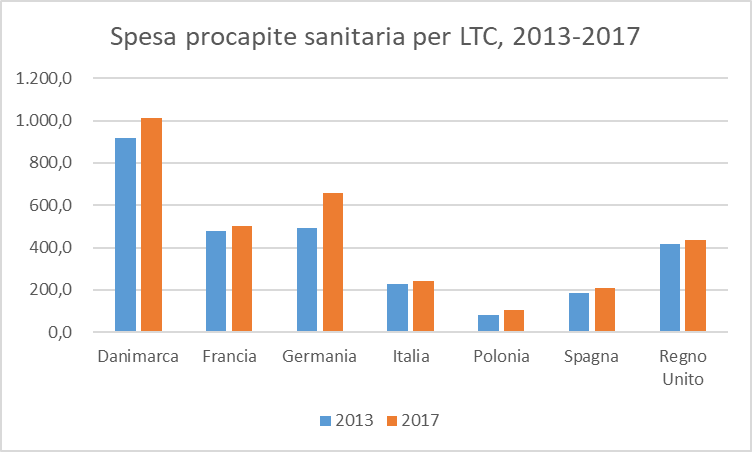 Spesa procapite sanitaria per LTC, 2013-2017
1.200,0
1.000,0
800,0
600,0
400,0
200,0
0,0
Danimarca Francia Germania Italia Polonia Spagna Regno
Unito
2013 2017